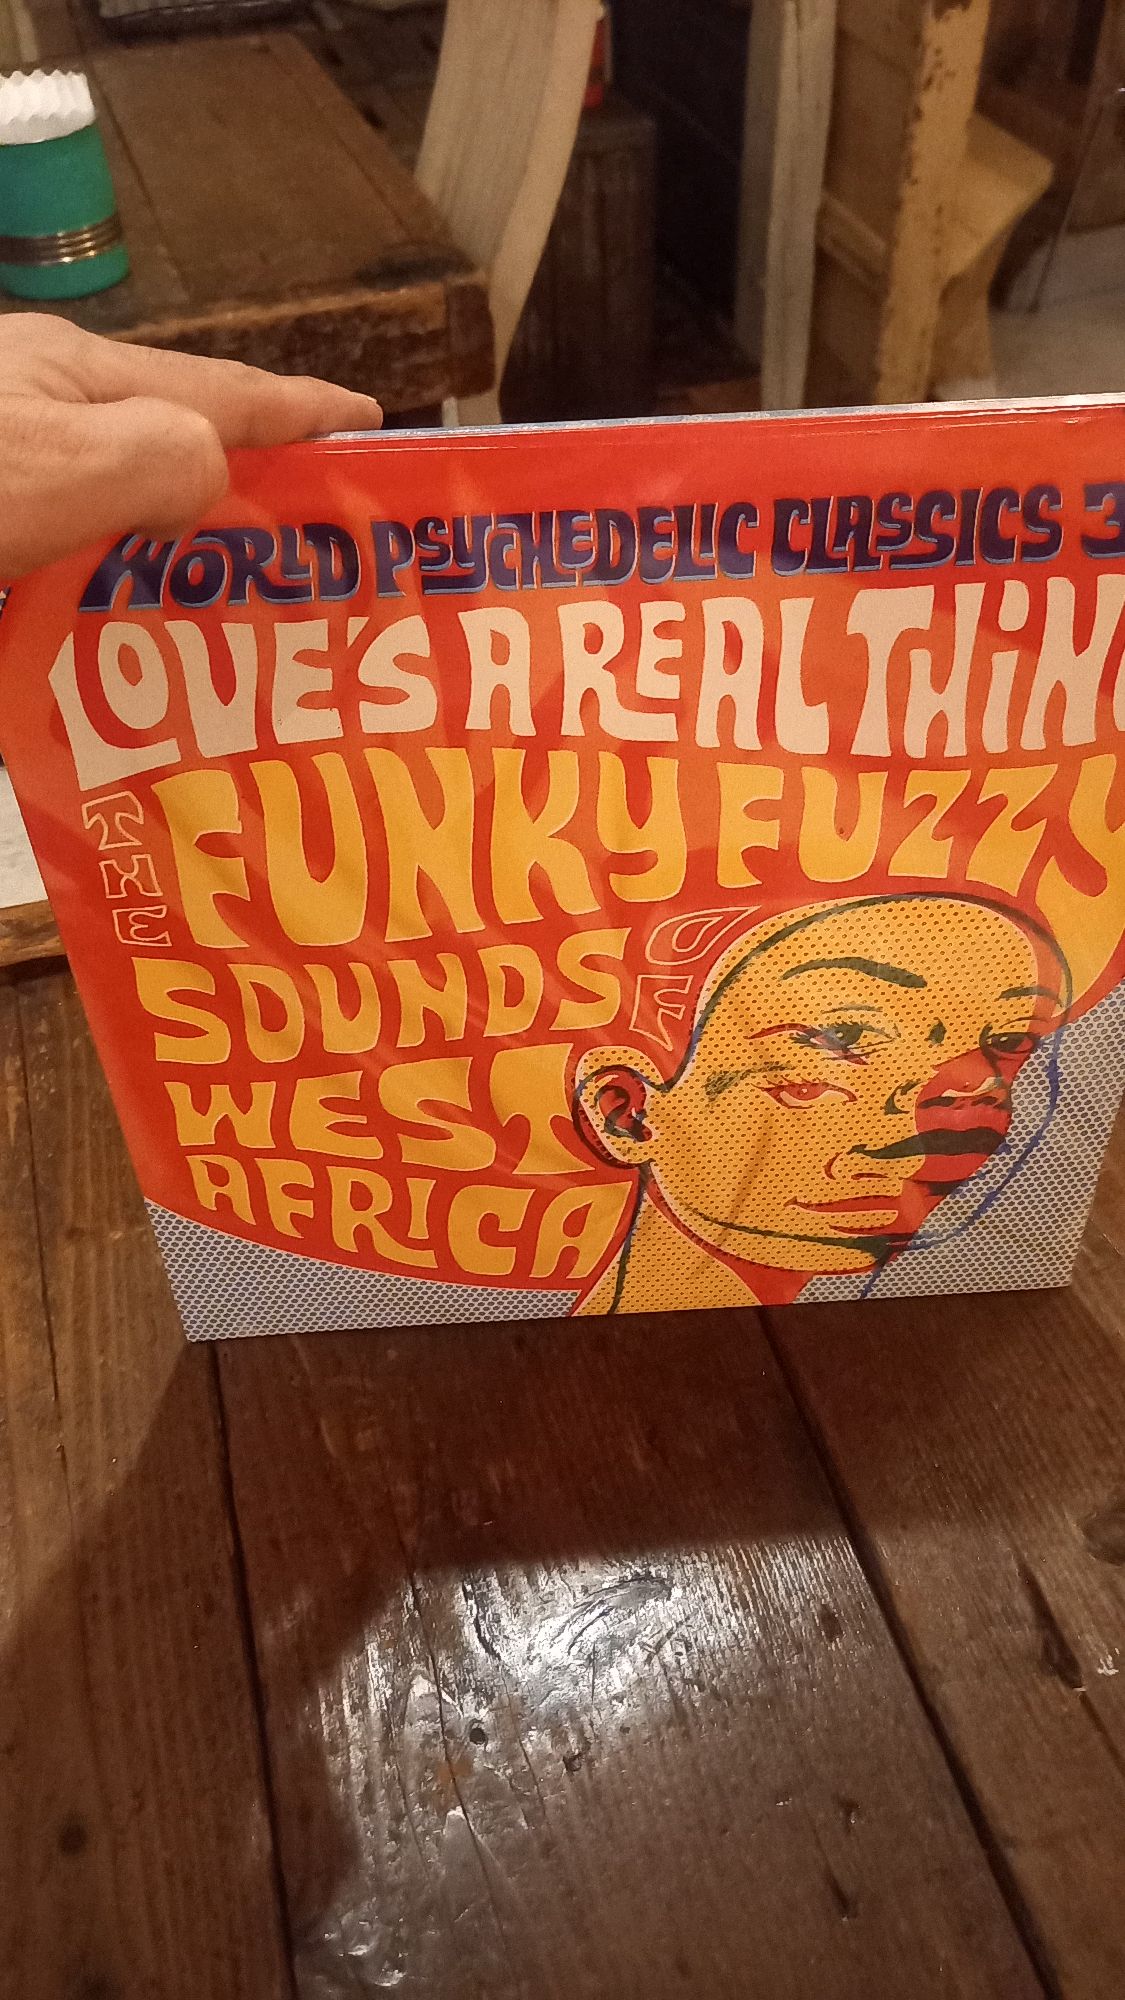 WORLD PSYCHEDELIC CLASSICS 3
LOVE'S A REAL THING
THE FUNKY FUZZY
SOUNDS OF
WEST
AFRICA